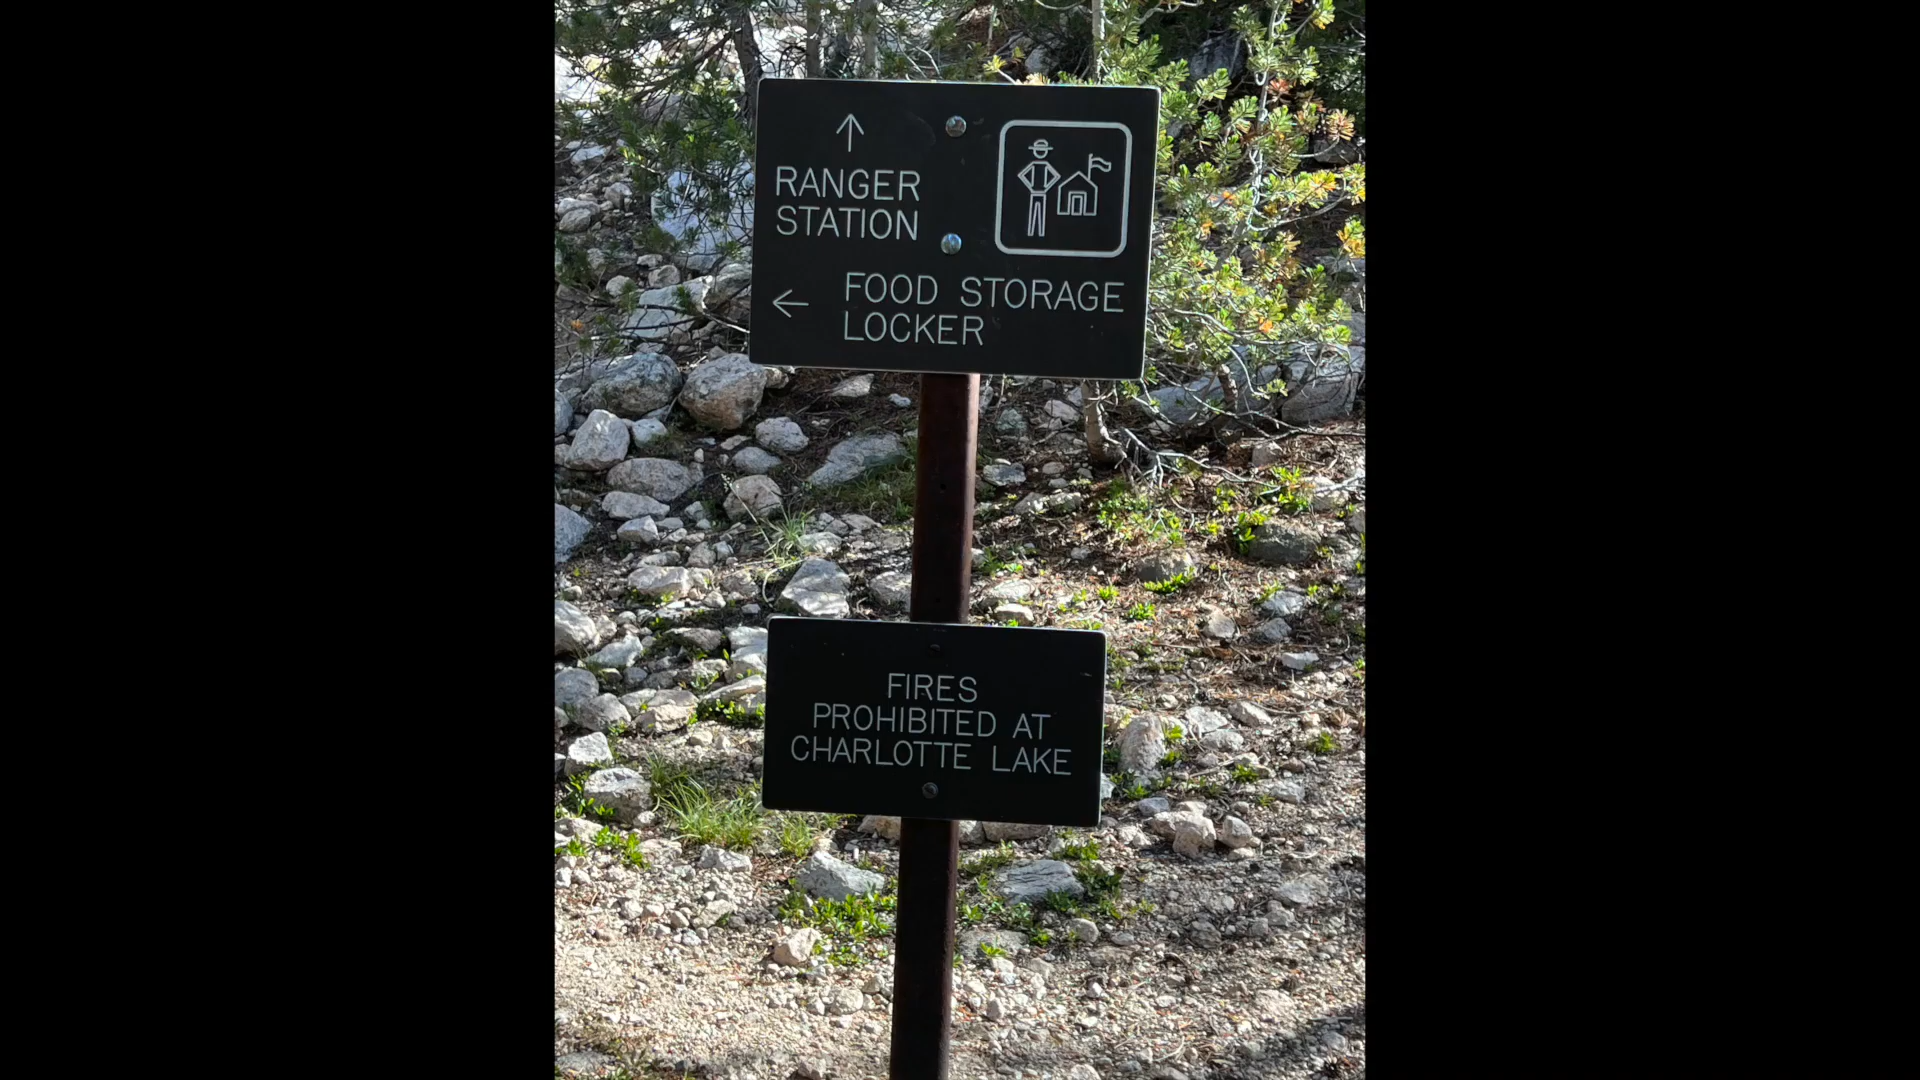 RANGER
STATION
FOOD STORAGE
LOCKER
FIRES
PROHIBITED AT
CHARLOTTE LAKE